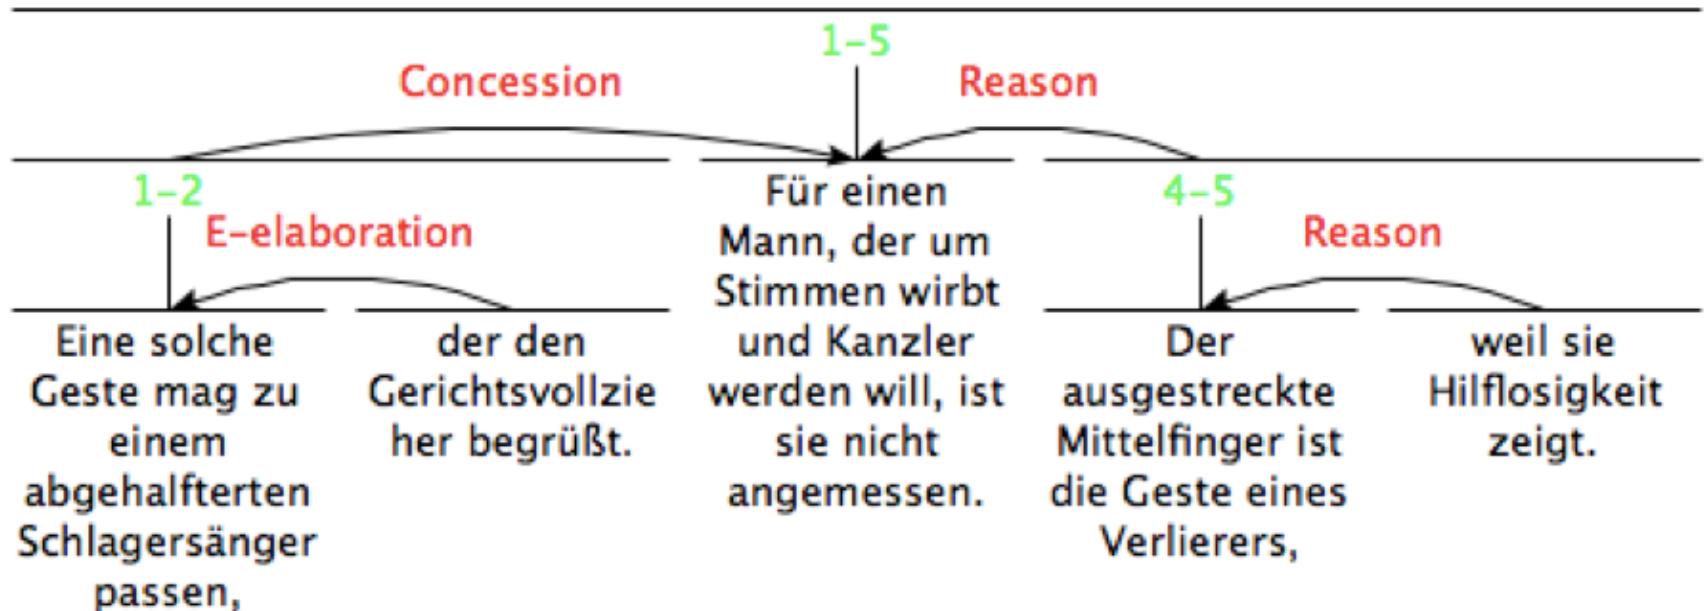 1-5
Concession
Reason
1-2
E-elaboration
Eine solche
Geste mag zu
einem
abgehalfterten
Schlagersänger
passen,
der den
Gerichtsvollzie
her begrüßt.
Für einen
Mann, der um
Stimmen wirbt
und Kanzler
werden will, ist
sie nicht
angemessen.
4-5
Reason
Der
ausgestreckte
Mittelfinger ist
die Geste eines
Verlierers,
weil sie
Hilflosigkeit
zeigt.